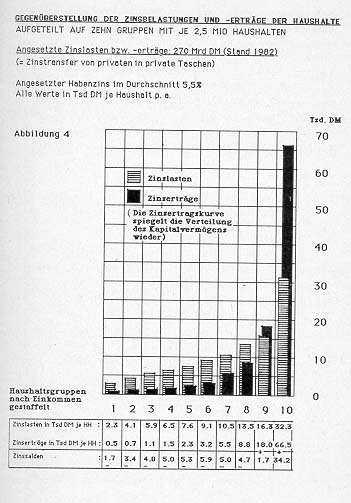 GEGENÜBERSTELLUNG DER ZINSBELASTUNGEN UND -ERTRÄGE DER HAUSHALTE
AUFGETEILT AUF ZEHN GRUPPEN MIT JE 2,5 MIO HAUSHALTEN
Angesetzte Zinslasten bzw. -erträge: 270 Mrd DM (Stand 1982)
(= Zinstransfer von privaten in private Taschen)
Angesetzter Habenzins im Durchschnitt 5,5%
Alle Werte in Tsd DM je Haushalt p. a.
Tsd. DM
Abbildung 4
70
60
50
40
30
20
10
0
Zinslasten
Zinserträge
(Die Zinsertragskurve
spiegelt die Verteilung
des Kapitalvermögens
wieder)
Haushaltsgruppen
nach Einkommen
gestaffelt
1 2 3 4 5 6 7 8 9 10
Zinslasten in Tsd DM je HH : 2.3 4.1 5.9 6.5 7.6 9.1 10.5 13.5 16.3 32.3
Zinserträge in Tsd DM je HH : 0.5 0.7 1.1 1.5 2.3 3.2 5.5 8.8 18.0 66.5
Zinssalden : 1.7 3.4 4.8 5.0 5.3 5.9 5.0 4.7 1.7 34.2
- - - - - - - - + +